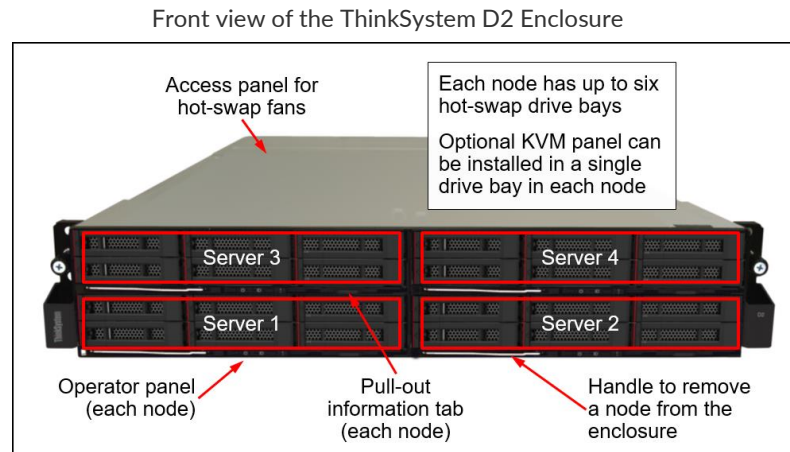 Front view of the ThinkSystem D2 Enclosure
Access panel for
hot-swap fans
Each node has up to six
hot-swap drive bays
Optional KVM panel can
be installed in a single
drive bay in each node
Server 3
Server 4
Server 1
Server 2
ThinkSystem
D2
Operator panel
(each node)
Pull-out
information tab
(each node)
Handle to remove
a node from the
enclosure